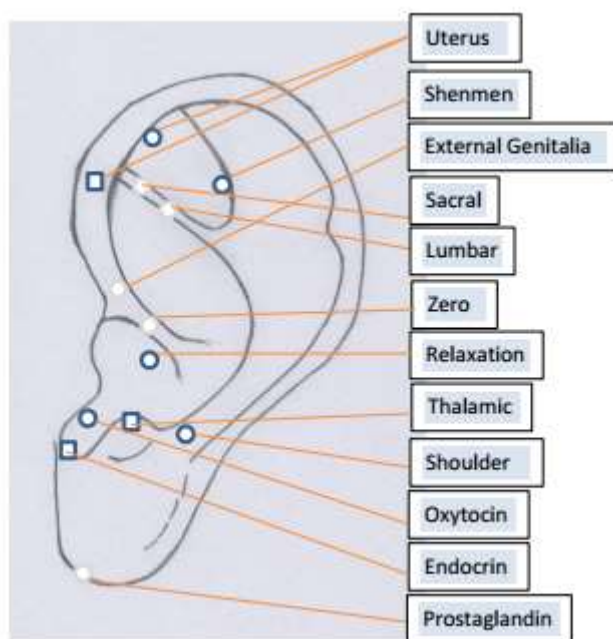 Uterus
Shenmen
External Genitalia
Sacral
Lumbar
Zero
Relaxation
Thalamic
Shoulder
Oxytocin
Endocrin
Prostaglandin